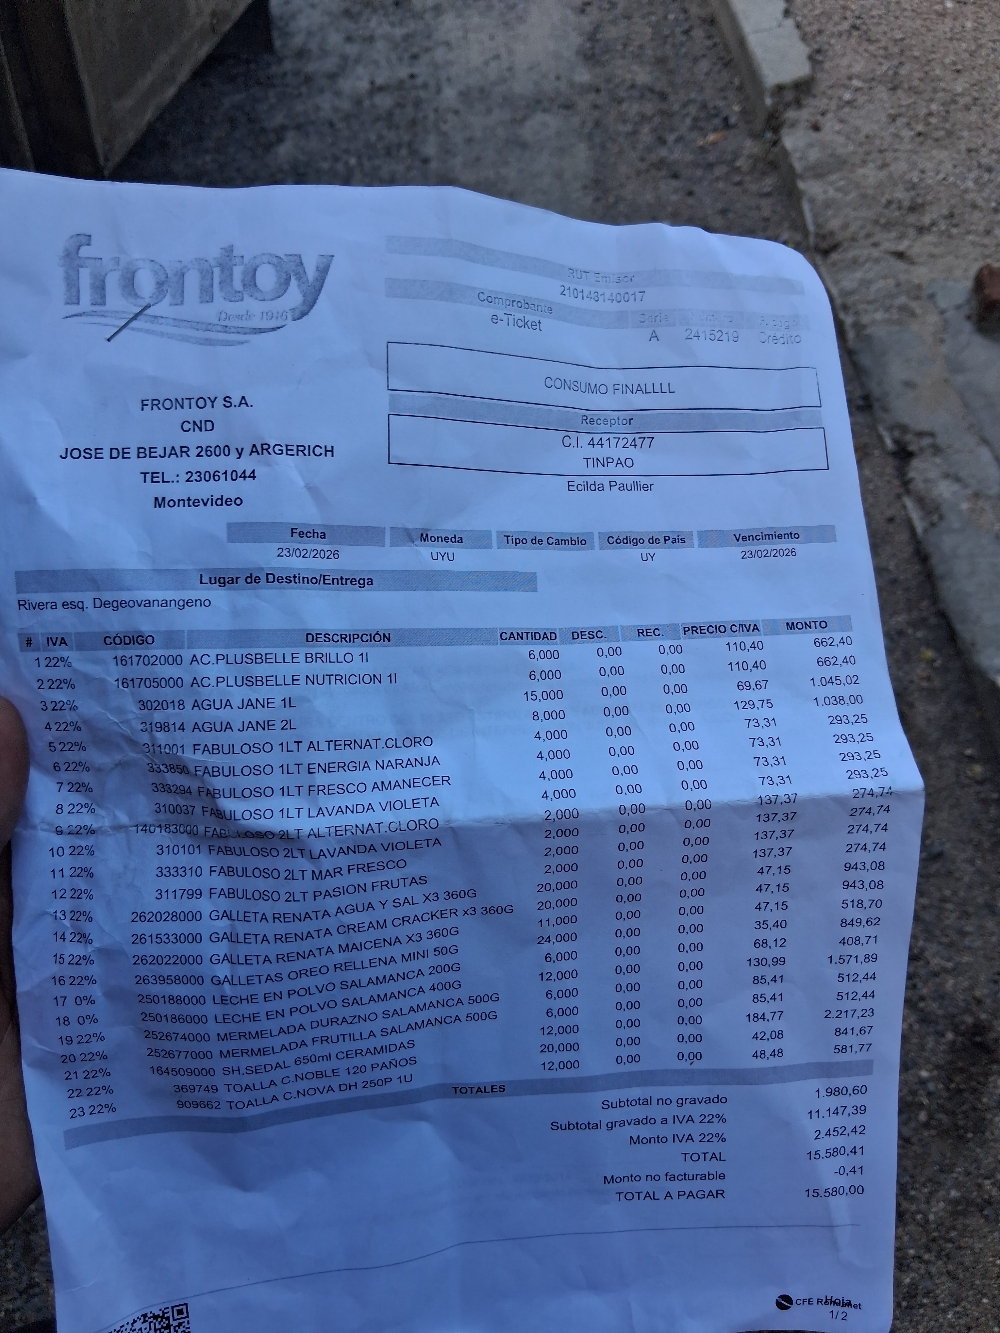 frontoy
Desde 1916
RUT Emisor
210148140017
Comprobante
e-Ticket
Serie
A 2415219 Crédito
CONSUMO FINALLLL
Receptor
C.I. 44172477
TINPAO
Ecilda Paullier
FRONTOY S.A.
CND
JOSE DE BEJAR 2600 y ARGERICH
TEL.: 23061044
Montevideo
Fecha Moneda Tipo de Cambio Código de País Vencimiento
23/02/2026 UYU UY 23/02/2026
Lugar de Destino/Entrega
Rivera esq. Degeovanangeno
# IVA CÓDIGO DESCRIPCIÓN CANTIDAD DESC. REC. PRECIO C/IVA MONTO
1 22% 161702000 AC.PLUSBELLE BRILLO 1l 6,000 0,00 0,00 110,40 662,40
2 22% 161705000 AC.PLUSBELLE NUTRICION 1l 6,000 0,00 0,00 110,40 662,40
3 22% 302018 AGUA JANE 1L 15,000 0,00 0,00 69,67 1.045,02
4 22% 319814 AGUA JANE 2L 8,000 0,00 0,00 129,75 1.038,00
5 22% 311001 FABULOSO 1LT ALTERNAT.CLORO 4,000 0,00 0,00 73,31 293,25
6 22% 333850 FABULOSO 1LT ENERGIA NARANJA 4,000 0,00 0,00 73,31 293,25
7 22% 333294 FABULOSO 1LT FRESCO AMANECER 4,000 0,00 0,00 73,31 293,25
8 22% 310037 FABULOSO 1LT LAVANDA VIOLETA 4,000 0,00 0,00 73,31 293,25
9 22% 140183000 FABULOSO 2LT ALTERNAT.CLORO 2,000 0,00 0,00 137,37 274,74
10 22% 310101 FABULOSO 2LT LAVANDA VIOLETA 2,000 0,00 0,00 137,37 274,74
11 22% 333310 FABULOSO 2LT MAR FRESCO 2,000 0,00 0,00 137,37 274,74
12 22% 311799 FABULOSO 2LT PASION FRUTAS 2,000 0,00 0,00 137,37 274,74
13 22% 262028000 GALLETA RENATA AGUA Y SAL X3 360G 20,000 0,00 0,00 47,15 943,08
14 22% 261533000 GALLETA RENATA CREAM CRACKER x3 360G 20,000 0,00 0,00 47,15 943,08
15 22% 262022000 GALLETA RENATA MAICENA X3 360G 11,000 0,00 0,00 47,15 518,70
16 22% 263958000 GALLETAS OREO RELLENA MINI 50G 24,000 0,00 0,00 35,40 849,62
17 0% 250188000 LECHE EN POLVO SALAMANCA 200G 6,000 0,00 0,00 68,12 408,71
18 0% 250186000 LECHE EN POLVO SALAMANCA 400G 12,000 0,00 0,00 130,99 1.571,89
19 22% 252674000 MERMELADA DURAZNO SALAMANCA 500G 6,000 0,00 0,00 85,41 512,44
20 22% 252677000 MERMELADA FRUTILLA SALAMANCA 500G 6,000 0,00 0,00 85,41 512,44
21 22% 164509000 SH.SEDAL 650ml CERAMIDAS 12,000 0,00 0,00 184,77 2.217,23
22 22% 369749 TOALLA C.NOBLE 120 PAÑOS 20,000 0,00 0,00 42,08 841,67
23 22% 909662 TOALLA C.NOVA DH 250P 1U 12,000 0,00 0,00 48,48 581,77
TOTALES
Subtotal no gravado 1.980,60
Subtotal gravado a IVA 22% 11.147,39
Monto IVA 22% 2.452,42
TOTAL 15.580,41
Monto no facturable -0,41
TOTAL A PAGAR 15.580,00
CFE Hoja
1/2